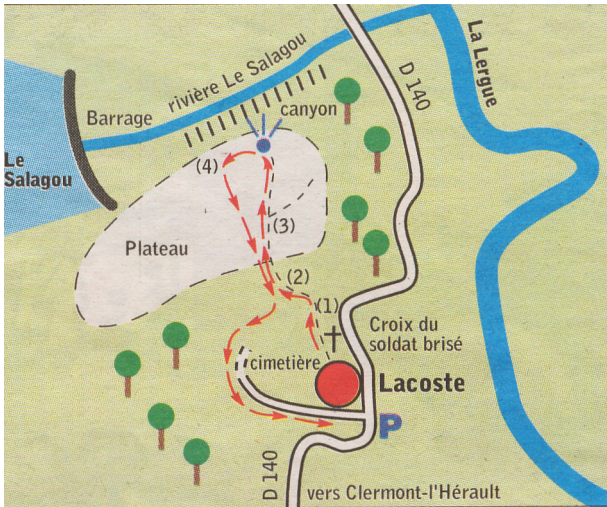 La Lergue
D 140
rivière Le Salagou
canyon
Barrage
Le
Salagou
(4)
(3)
Plateau
(2)
(1)
Croix du
soldat brisé
cimetière
Lacoste
P
D 140
vers Clermont-l'Hérault